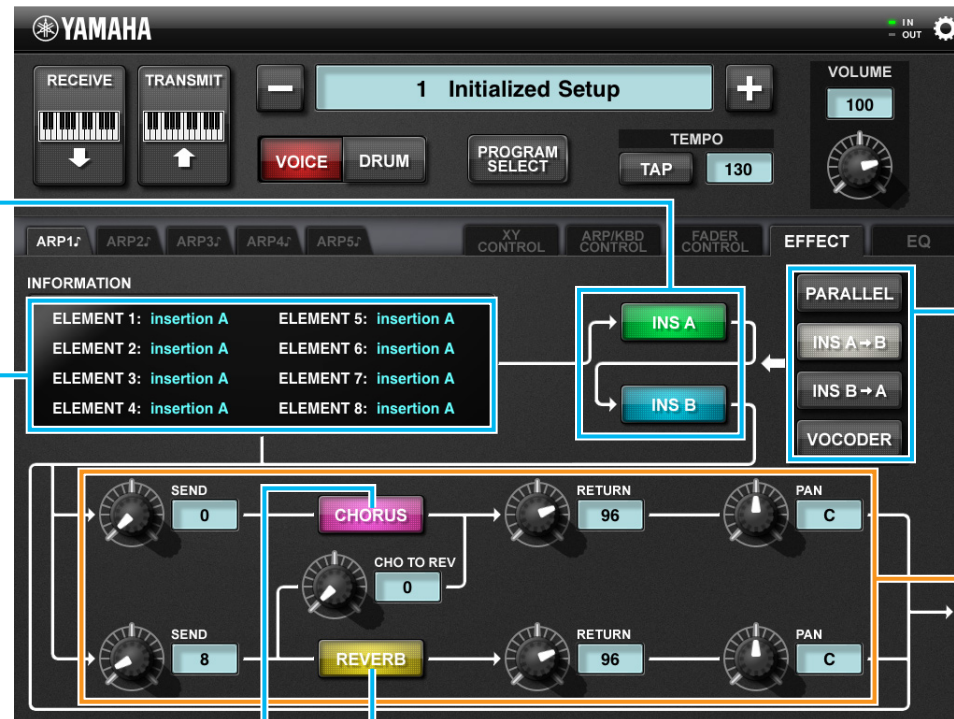 YAMAHA
IN
OUT
RECEIVE
TRANSMIT
1 Initialized Setup
VOLUME
100
VOICE
DRUM
PROGRAM
SELECT
TEMPO
TAP
130
ARP1♪
ARP2♪
ARP3♪
ARP4♪
ARP5♪
XY
CONTROL
ARP/KBD
CONTROL
FADER
CONTROL
EFFECT
EQ
INFORMATION
ELEMENT 1: insertion A
ELEMENT 5: insertion A
ELEMENT 2: insertion A
ELEMENT 6: insertion A
ELEMENT 3: insertion A
ELEMENT 7: insertion A
ELEMENT 4: insertion A
ELEMENT 8: insertion A
INS A
INS B
PARALLEL
INS A→B
INS B→A
VOCODER
SEND
0
CHORUS
RETURN
96
PAN
C
CHO TO REV
0
SEND
8
REVERB
RETURN
96
PAN
C